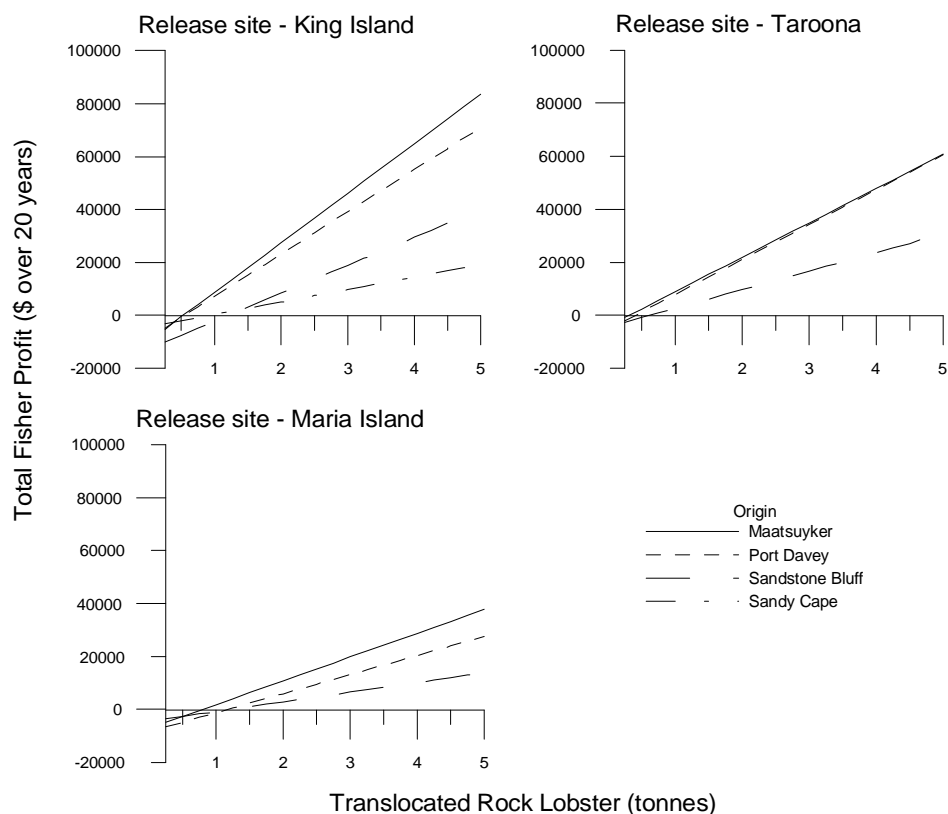 Release site - King Island
100000
80000
60000
40000
20000
0
-20000
1 2 3 4 5
Release site - Taroona
100000
80000
60000
40000
20000
0
-20000
1 2 3 4 5
Release site - Maria Island
100000
80000
60000
40000
20000
0
-20000
1 2 3 4 5
Origin
Maatsuyker
Port Davey
Sandstone Bluff
Sandy Cape
Total Fisher Profit ($ over 20 years)
Translocated Rock Lobster (tonnes)